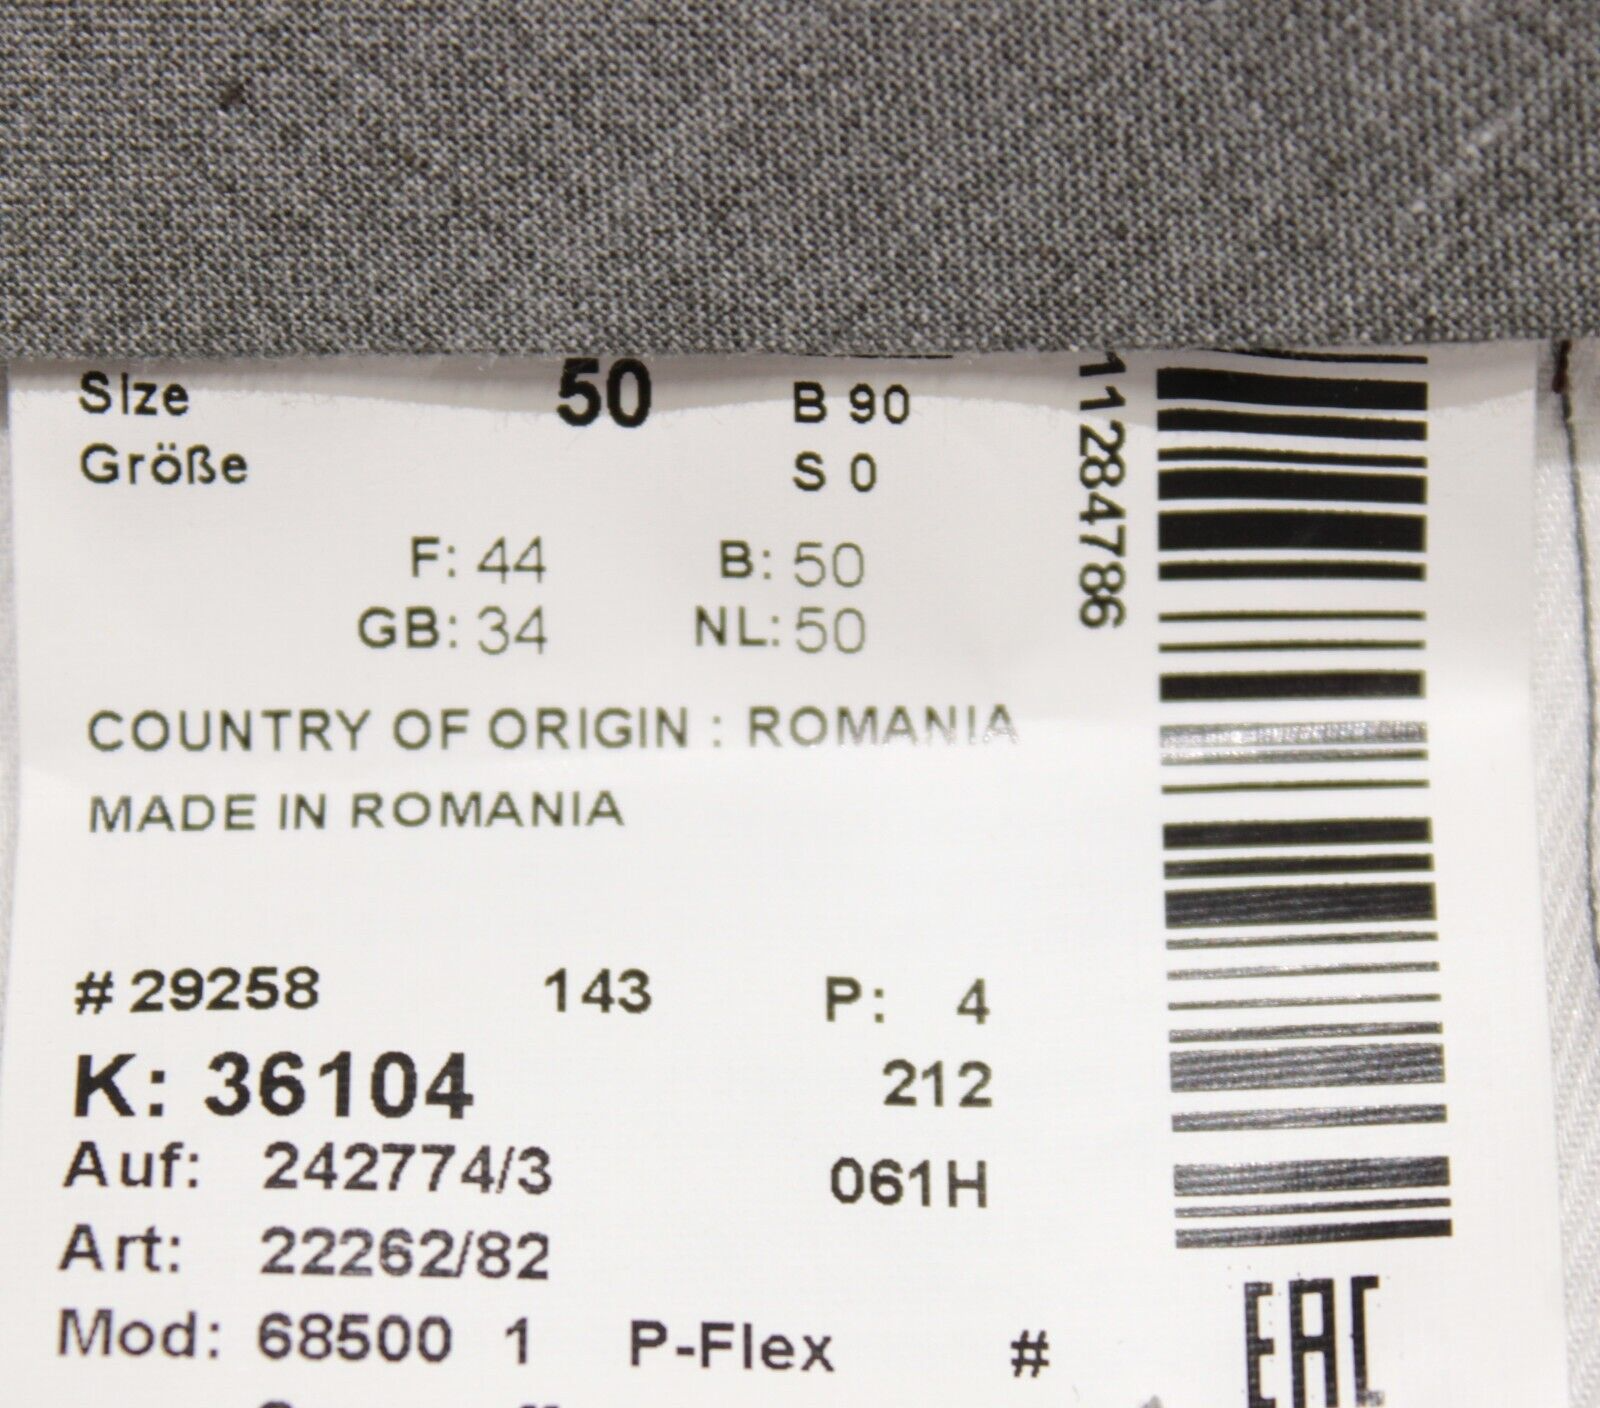 Size 50 B 90
Größe S 0
F: 44 B: 50
GB: 34 NL: 50
COUNTRY OF ORIGIN : ROMANIA
MADE IN ROMANIA
# 29258 143 P: 4
K: 36104 212
Auf: 242774/3 061H
Art: 22262/82
Mod: 68500 1 P-Flex #
11284786
EAC